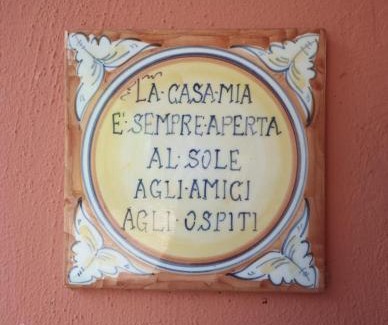 LA·CASA·MIA
E' SEMPRE·APERTA
AL·SOLE
AGLI·AMICI
AGLI·OSPITI